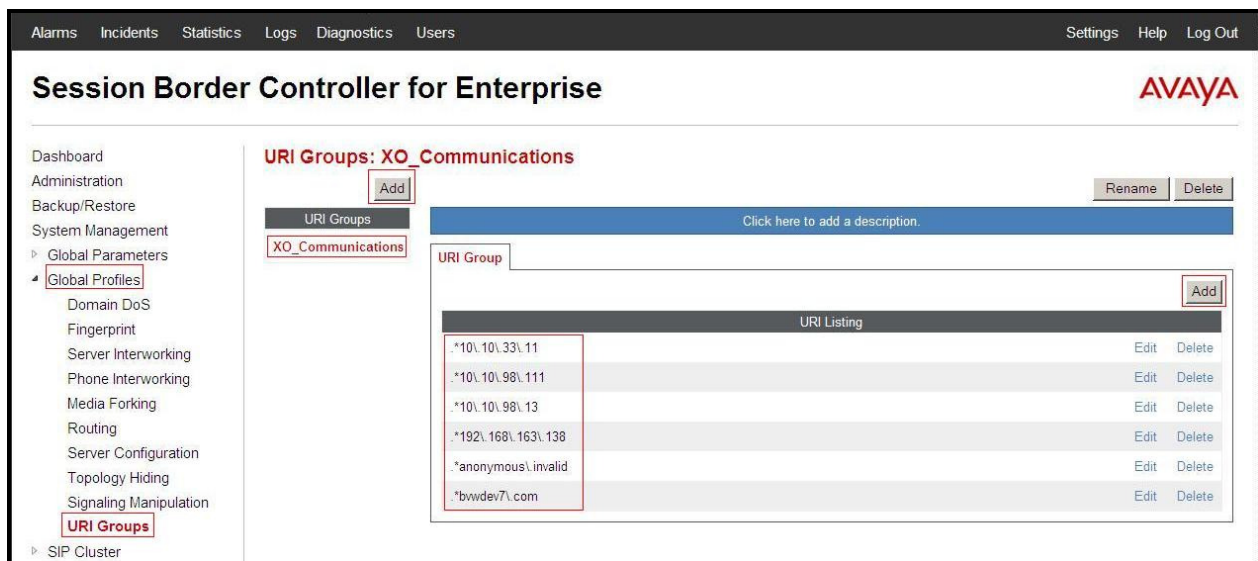 Alarms Incidents Statistics Logs Diagnostics Users Settings Help Log Out
Session Border Controller for Enterprise
AVAYA
Dashboard
Administration
Backup/Restore
System Management
Global Parameters
Global Profiles
Domain DoS
Fingerprint
Server Interworking
Phone Interworking
Media Forking
Routing
Server Configuration
Topology Hiding
Signaling Manipulation
URI Groups
SIP Cluster
URI Groups: XO_Communications
Add
Rename Delete
URI Groups
XO_Communications
Click here to add a description.
URI Group
Add
URI Listing
.*10\.10\.33\.11 Edit Delete
.*10\.10\.98\.111 Edit Delete
.*10\.10\.98\.13 Edit Delete
.*192\.168\.163\.138 Edit Delete
.*anonymous\.invalid Edit Delete
.*bvwdev7\.com Edit Delete